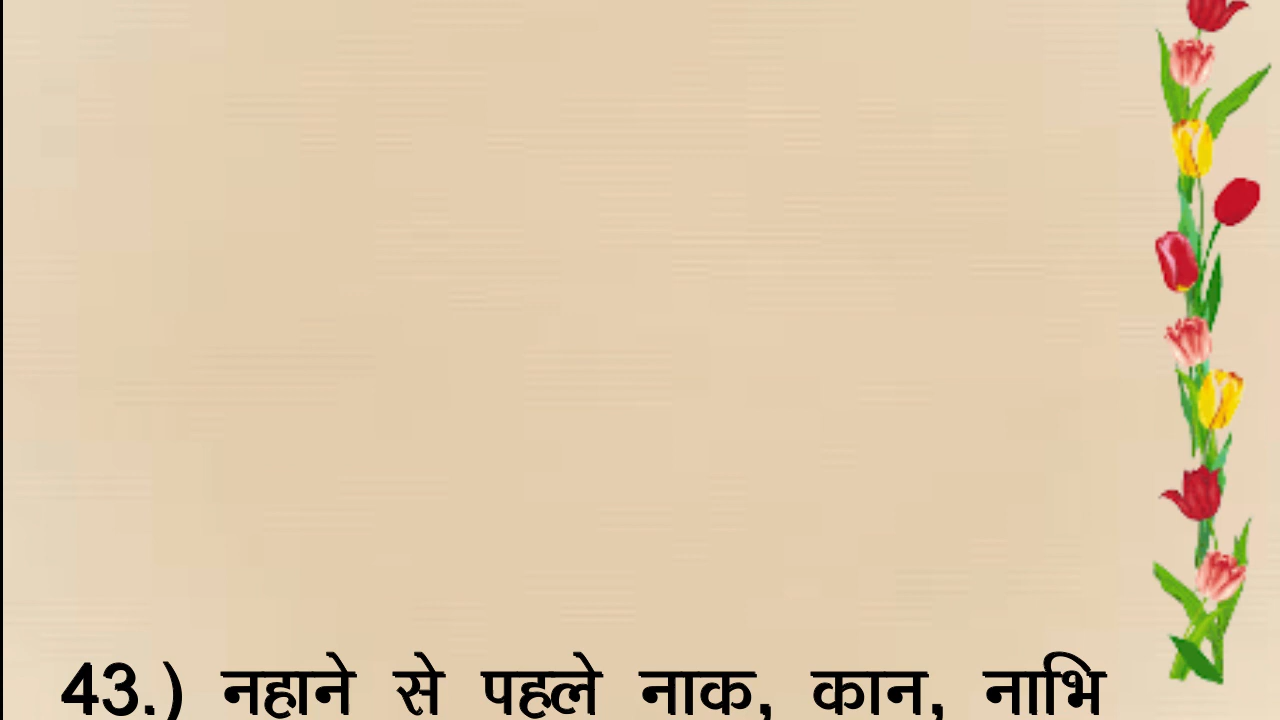 43.) नहाने से पहले नाक, कान, नाभि